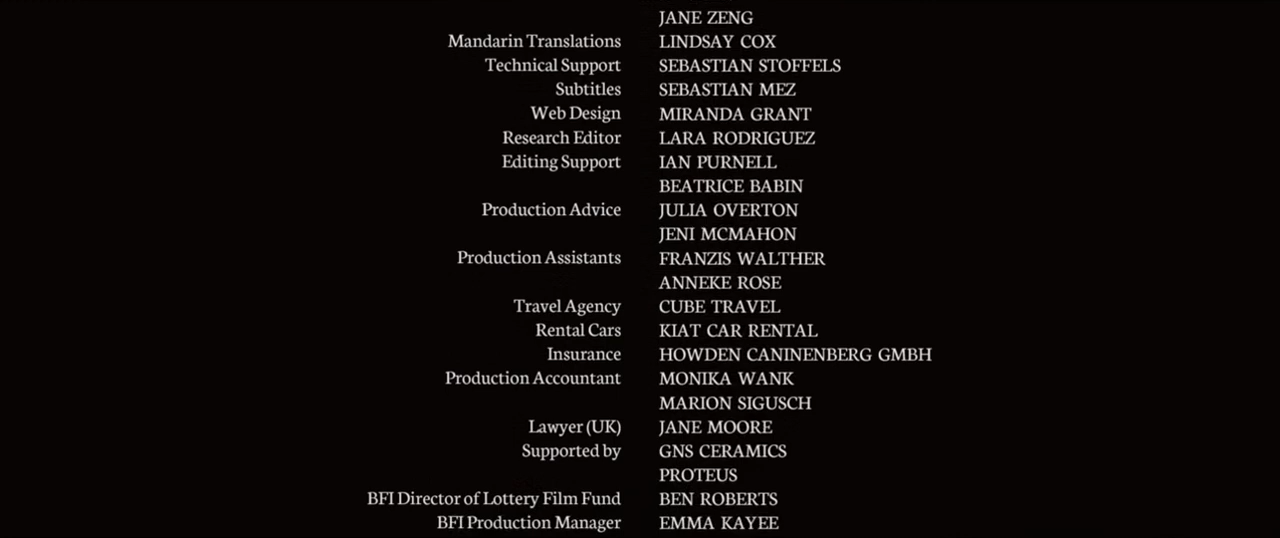 JANE ZENG
Mandarin Translations LINDSAY COX
Technical Support SEBASTIAN STOFFELS
Subtitles SEBASTIAN MEZ
Web Design MIRANDA GRANT
Research Editor LARA RODRIGUEZ
Editing Support IAN PURNELL
BEATRICE BABIN
Production Advice JULIA OVERTON
JENI MCMAHON
Production Assistants FRANZIS WALTHER
ANNEKE ROSE
Travel Agency CUBE TRAVEL
Rental Cars KIAT CAR RENTAL
Insurance HOWDEN CANINENBERG GMBH
Production Accountant MONIKA WANK
MARION SIGUSCH
Lawyer (UK) JANE MOORE
Supported by GNS CERAMICS
PROTEUS
BFI Director of Lottery Film Fund BEN ROBERTS
BFI Production Manager EMMA KAYEE